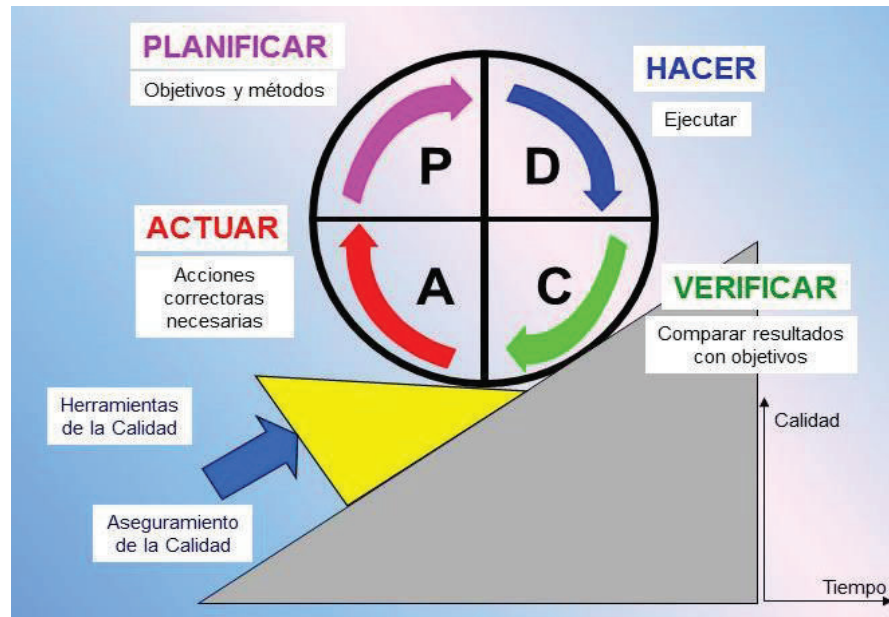 PLANIFICAR
Objetivos y métodos
HACER
Ejecutar
P
D
ACTUAR
Acciones
correctoras
necesarias
A
C
VERIFICAR
Comparar resultados
con objetivos
Herramientas
de la Calidad
Aseguramiento
de la Calidad
Calidad
Tiempo